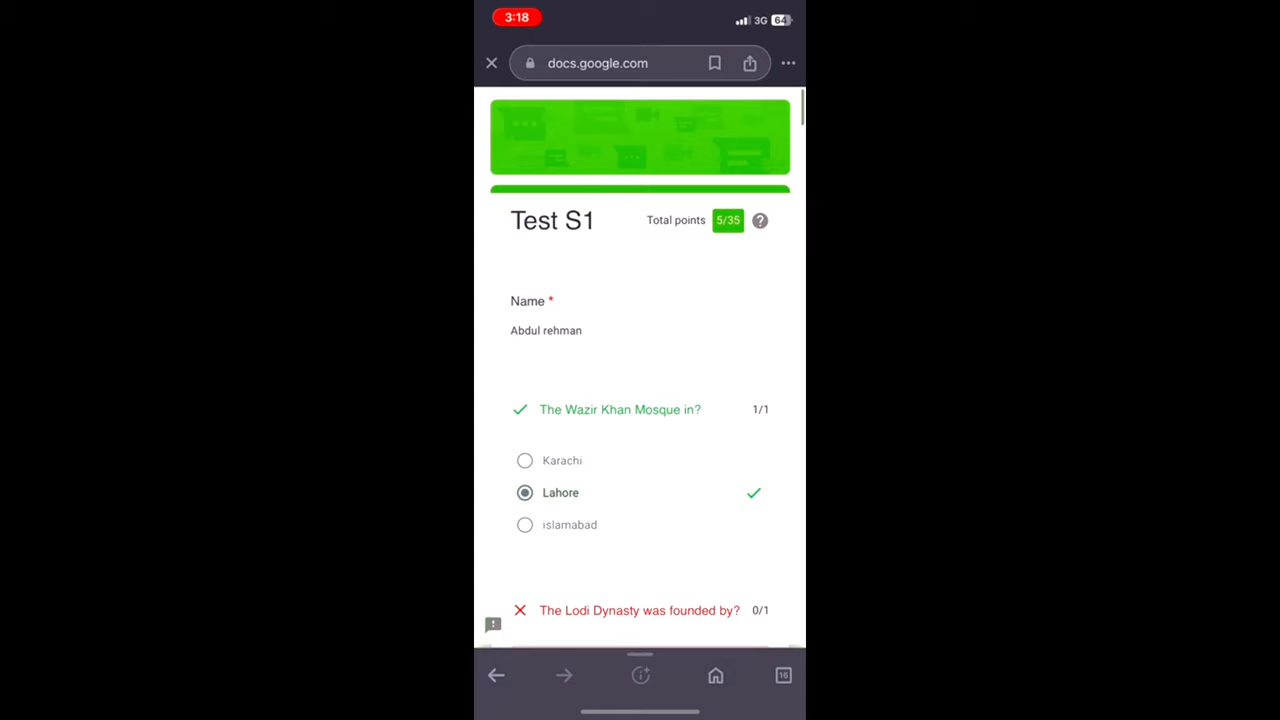 3:18
3G 64
docs.google.com
Test S1
Total points 5/35
Name *
Abdul rehman
The Wazir Khan Mosque in? 1/1
Karachi
Lahore
islamabad
The Lodi Dynasty was founded by? 0/1
16